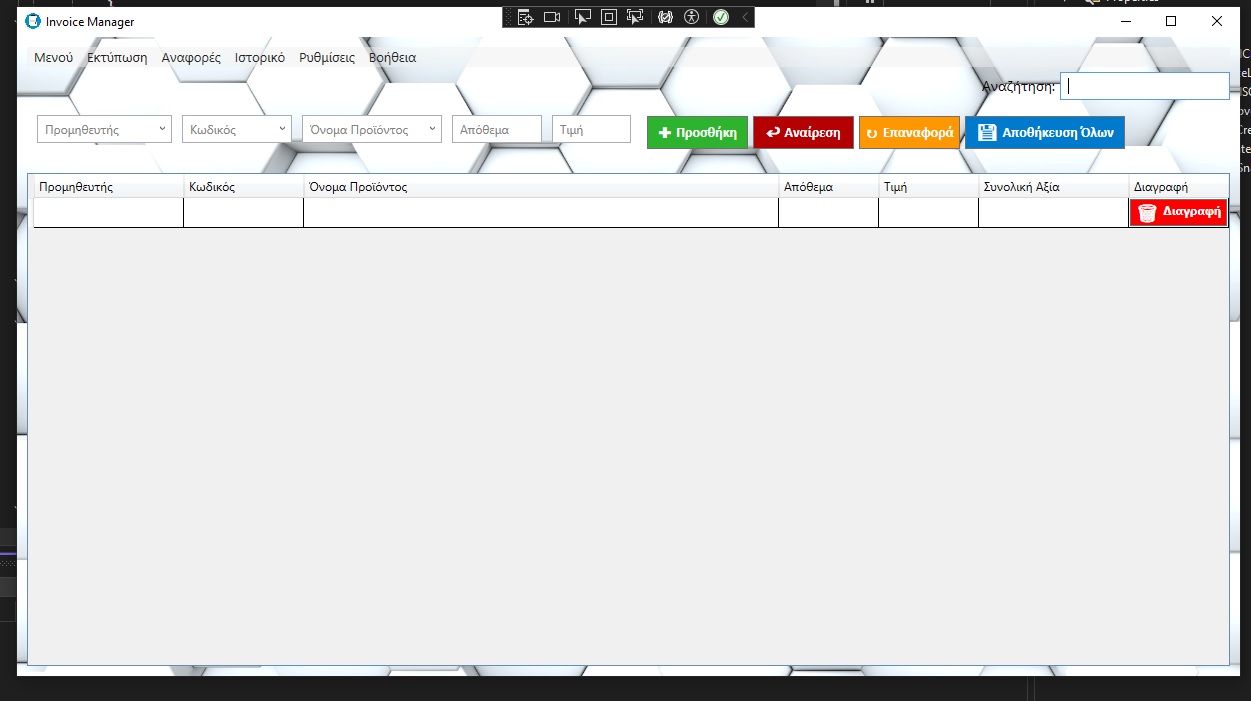 Invoice Manager
Μενού Εκτύπωση Αναφορές Ιστορικό Ρυθμίσεις Βοήθεια
Αναζήτηση:
Προμηθευτής Κωδικός Όνομα Προϊόντος Απόθεμα Τιμή Προσθήκη Αναίρεση Επαναφορά Αποθήκευση Όλων
Προμηθευτής Κωδικός Όνομα Προϊόντος Απόθεμα Τιμή Συνολική Αξία Διαγραφή
Διαγραφή